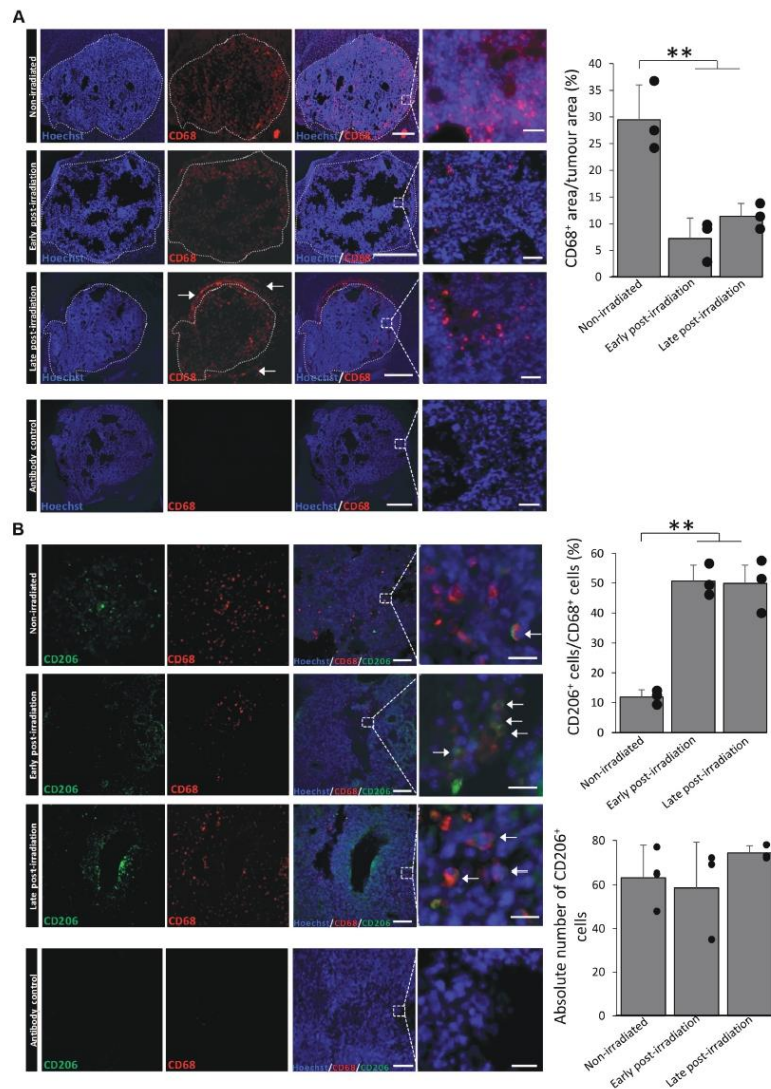 A
Non-irradiated
Hoechst
CD68
Hoechst/CD68
Early post-irradiation
Hoechst
CD68
Hoechst/CD68
Late post-irradiation
Hoechst
CD68
Hoechst/CD68
Antibody control
Hoechst
CD68
Hoechst/CD68
**
CD68⁺ area/tumour area (%)
40
35
30
25
20
15
10
5
0
Non-irradiated
Early post-irradiation
Late post-irradiation
B
Non-irradiated
CD206
CD68
Hoechst/CD68/CD206
Early post-irradiation
CD206
CD68
Hoechst/CD68/CD206
Late post-irradiation
CD206
CD68
Hoechst/CD68/CD206
Antibody control
CD206
CD68
Hoechst/CD68/CD206
**
CD206⁺ cells/CD68⁺ cells (%)
60
50
40
30
20
10
0
Non-irradiated
Early post-irradiation
Late post-irradiation
Absolute number of CD206⁺
cells
80
60
40
20
0
Non-irradiated
Early post-irradiation
Late post-irradiation